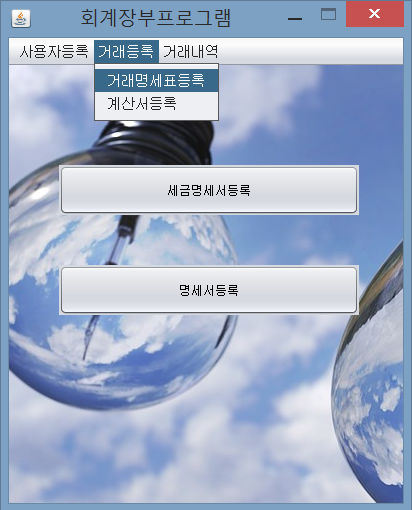 회계장부프로그램
사용자등록 거래등록 거래내역
거래명세표등록
계산서등록
세금명세서등록
명세서등록